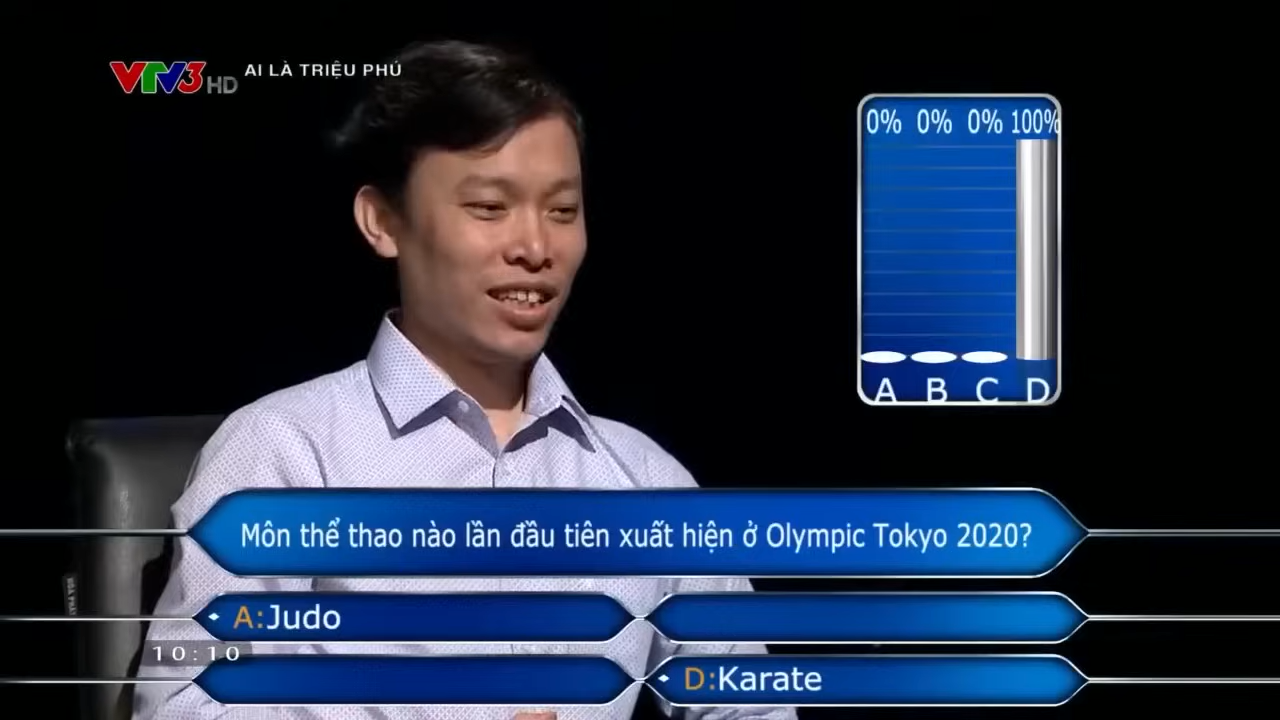 VTV3 HD
AI LÀ TRIỆU PHÚ
0% 0% 0% 100%
A B C D
Môn thể thao nào lần đầu tiên xuất hiện ở Olympic Tokyo 2020?
A:Judo
10:10
D:Karate